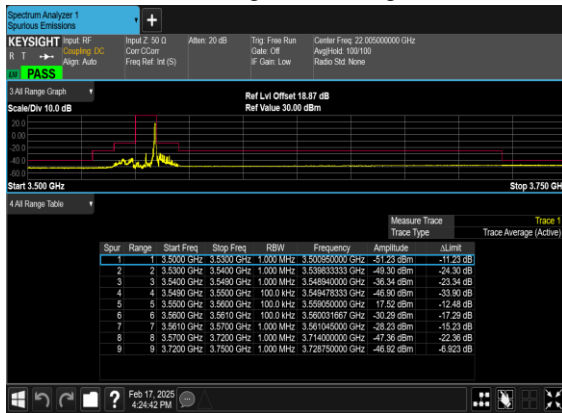 Spectrum Analyzer 1
Spurious Emissions
KEYSIGHT Input: RF Input Z: 50 Ω Atten: 20 dB Trig: Free Run Center Freq: 22.005000000 GHz
R T Coupling: DC Corr CCorr Gate: Off Avg|Hold: 100/100
Align: Auto Freq Ref: Int (S) IF Gain: Low Radio Std: None
PASS
3 All Range Graph
Ref Lvl Offset 18.87 dB
Scale/Div 10.0 dB Ref Value 30.00 dBm
20.0
0.00
-20.0
-40.0
-60.0
Start 3.500 GHz Stop 3.750 GH
4 All Range Table
Measure Trace Trace 1
Trace Type Trace Average (Active)
Spur Range Start Freq Stop Freq RBW Frequency Amplitude ΔLimit
1 1 3.5000 GHz 3.5300 GHz 1.000 MHz 3.500950000 GHz -51.23 dBm -11.23 dB
2 2 3.5300 GHz 3.5400 GHz 1.000 MHz 3.539833333 GHz -49.30 dBm -24.30 dB
3 3 3.5400 GHz 3.5490 GHz 1.000 MHz 3.548940000 GHz -36.34 dBm -23.34 dB
4 4 3.5490 GHz 3.5500 GHz 100.0 kHz 3.549478333 GHz -46.90 dBm -33.90 dB
5 5 3.5500 GHz 3.5600 GHz 100.0 kHz 3.559050000 GHz 17.52 dBm -12.48 dB
6 6 3.5600 GHz 3.5610 GHz 100.0 kHz 3.560031667 GHz -30.29 dBm -17.29 dB
7 7 3.5610 GHz 3.5700 GHz 1.000 MHz 3.561045000 GHz -28.23 dBm -15.23 dB
8 8 3.5700 GHz 3.7200 GHz 1.000 MHz 3.714000000 GHz -47.36 dBm -22.36 dB
9 9 3.7200 GHz 3.7500 GHz 1.000 MHz 3.728750000 GHz -46.92 dBm -6.923 dB
Feb 17, 2025
4:24:42 PM